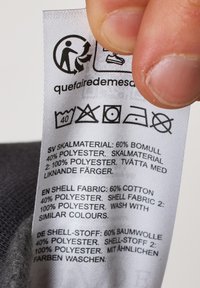 quefairedemesd
40
SV SKALMATERIAL: 60% BOMULL
40% POLYESTER. SKALMATERIAL
2: 100% POLYESTER. TVÄTTA MED
LIKNANDE FÄRGER.
EN SHELL FABRIC: 60% COTTON
40% POLYESTER. SHELL FABRIC 2:
100% POLYESTER. WASH WITH
SIMILAR COLOURS.
DE SHELL-STOFF: 60% BAUMWOLLE
40% POLYESTER. SHELL-STOFF 2:
100% POLYESTER. MIT ÄHNLICHEN
FARBEN WASCHEN.